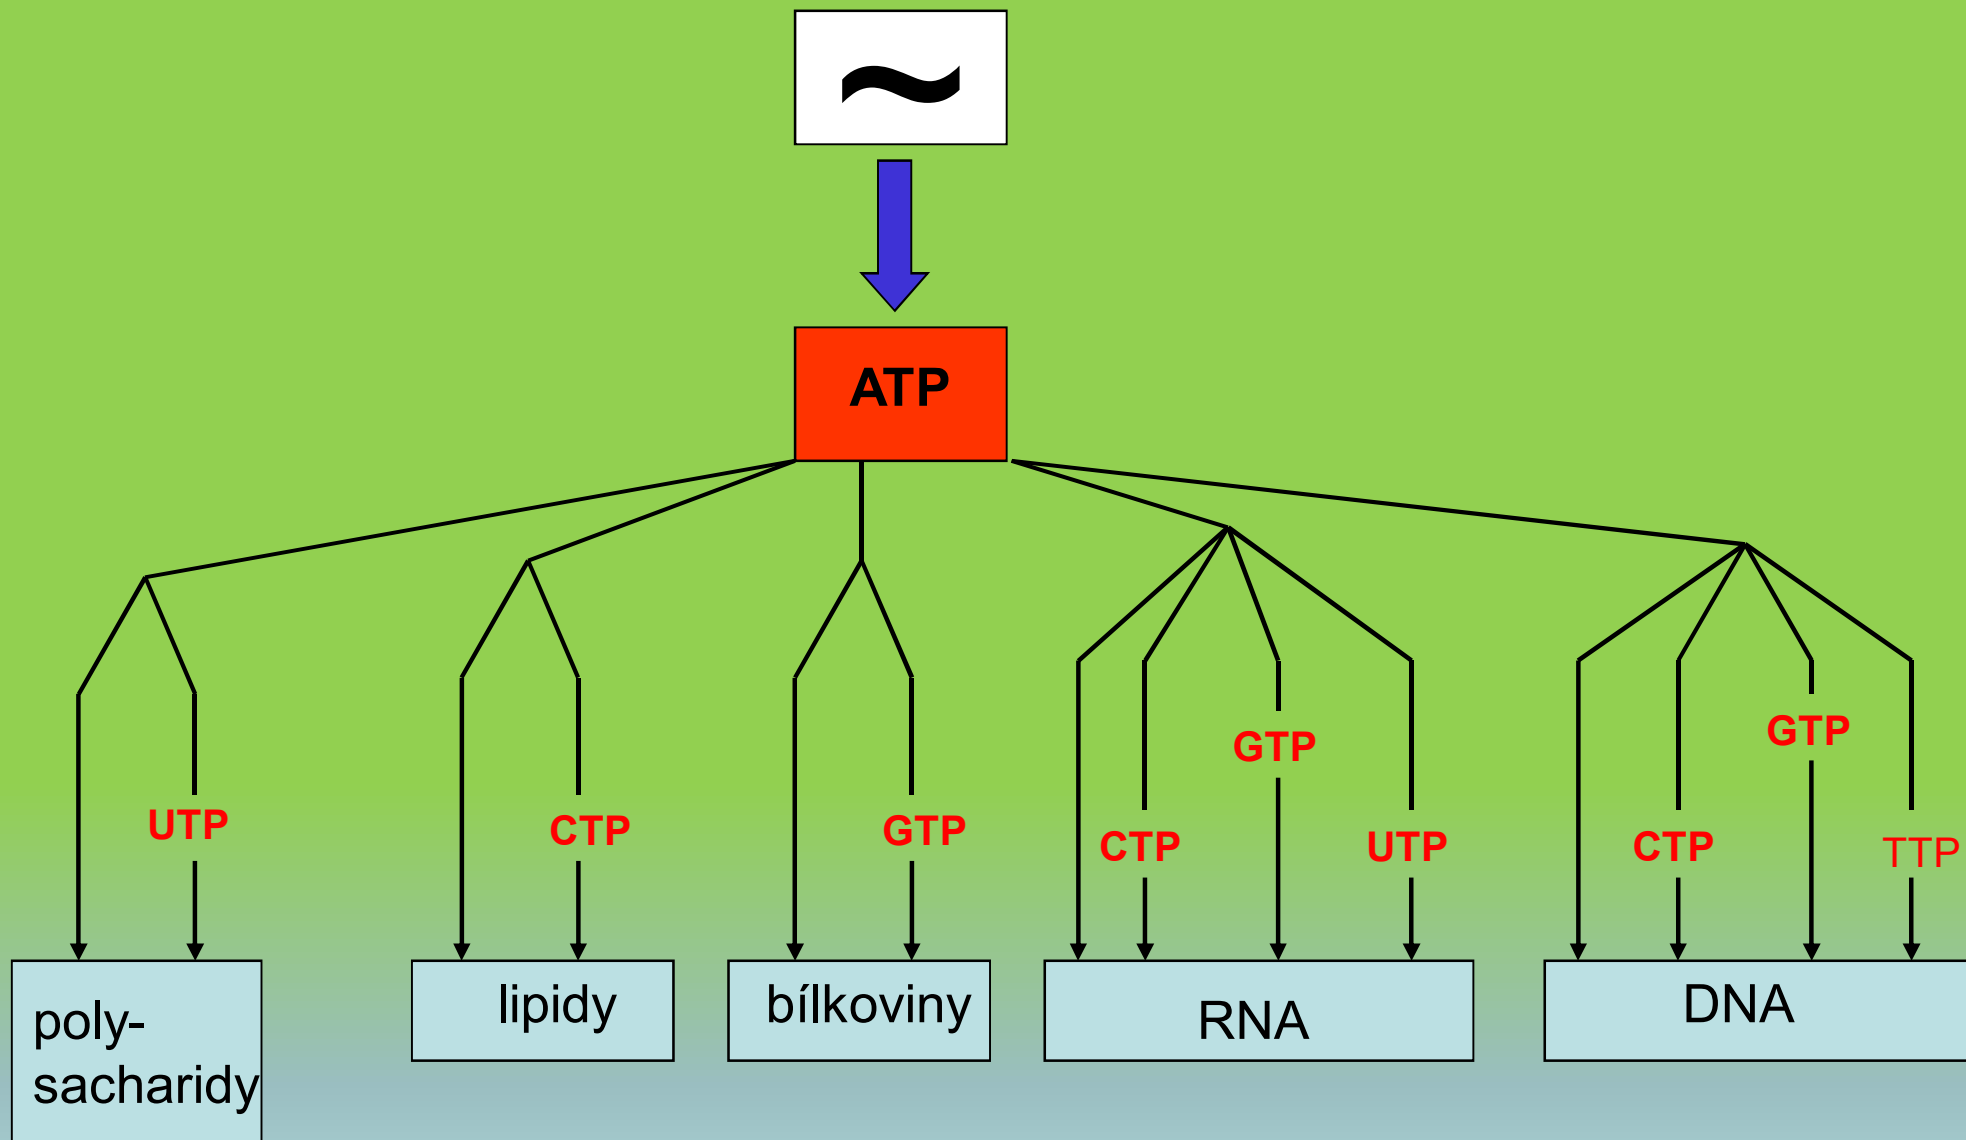 ~
ATP
GTP
GTP
UTP
CTP
GTP
CTP
UTP
CTP
TTP
poly-
sacharidy
lipidy
bílkoviny
RNA
DNA